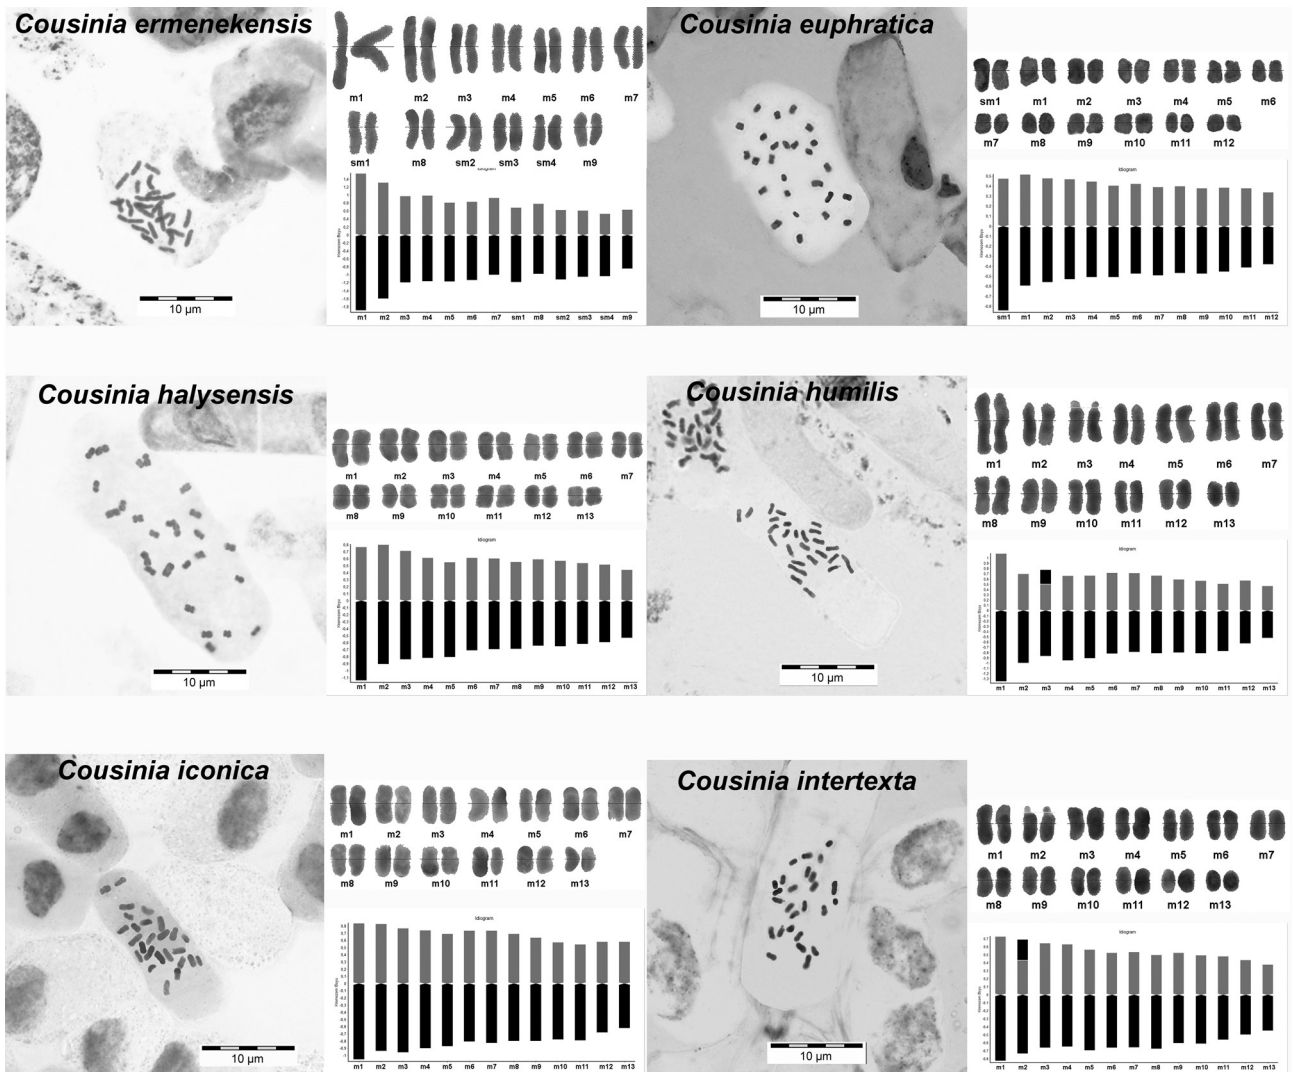 Cousinia ermenekensis
m1 m2 m3 m4 m5 m6 m7
sm1 m8 sm2 sm3 sm4 m9
m1 m2 m3 m4 m5 m6 m7 sm1 m8 sm2 sm3 sm4 m9
10 µm
Cousinia euphratica
sm1 m1 m2 m3 m4 m5 m6
m7 m8 m9 m10 m11 m12
Idiogram
sm1 m1 m2 m3 m4 m5 m6 m7 m8 m9 m10 m11 m12
10 µm
Cousinia halysensis
m1 m2 m3 m4 m5 m6 m7
m8 m9 m10 m11 m12 m13
Idiogram
m1 m2 m3 m4 m5 m6 m7 m8 m9 m10 m11 m12 m13
10 µm
Cousinia humilis
m1 m2 m3 m4 m5 m6 m7
m8 m9 m10 m11 m12 m13
Idiogram
m1 m2 m3 m4 m5 m6 m7 m8 m9 m10 m11 m12 m13
10 µm
Cousinia iconica
m1 m2 m3 m4 m5 m6 m7
m8 m9 m10 m11 m12 m13
Idiogram
m1 m2 m3 m4 m5 m6 m7 m8 m9 m10 m11 m12 m13
10 µm
Cousinia intertexta
m1 m2 m3 m4 m5 m6 m7
m8 m9 m10 m11 m12 m13
Idiogram
m1 m2 m3 m4 m5 m6 m7 m8 m9 m10 m11 m12 m13
10 µm